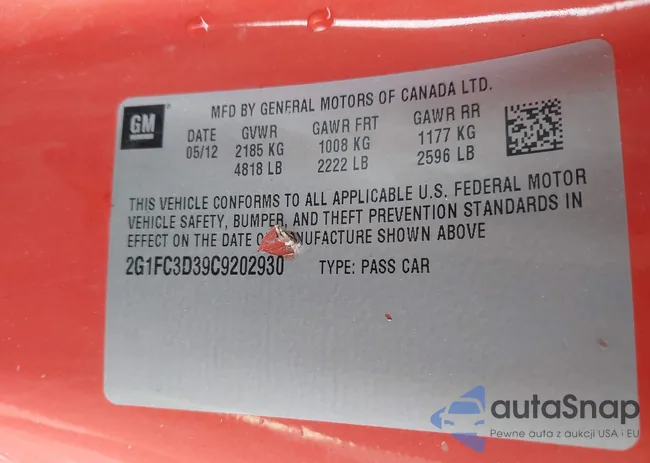 MFD BY GENERAL MOTORS OF CANADA LTD.
GM
DATE GVWR GAWR FRT GAWR RR
05/12 2185 KG 1008 KG 1177 KG
4818 LB 2222 LB 2596 LB
THIS VEHICLE CONFORMS TO ALL APPLICABLE U.S. FEDERAL MOTOR
VEHICLE SAFETY, BUMPER, AND THEFT PREVENTION STANDARDS IN
EFFECT ON THE DATE O NUFACTURE SHOWN ABOVE
2G1FC3D39C9202930 TYPE: PASS CAR
autaSnap
Pewne auta z aukcji USA i EU